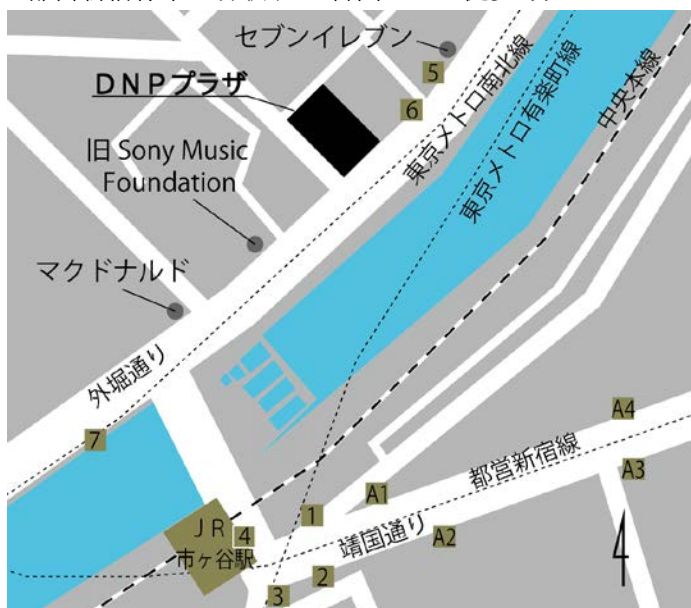 セブンイレブン
5
DNPプラザ
6
旧 Sony Music
Foundation
東京メトロ南北線
東京メトロ有楽町線
中央本線
マクドナルド
外堀通り
7
A4
都営新宿線
A3
A1
1
靖国通り
A2
JR
市ヶ谷駅
4
2
3